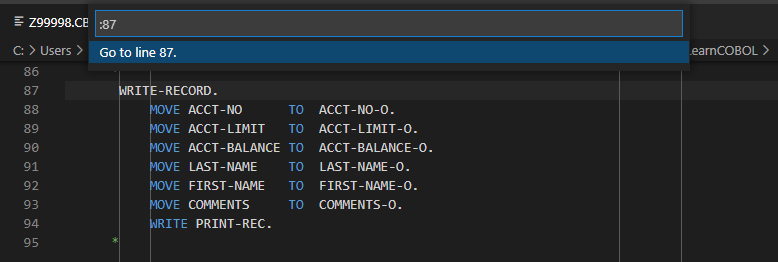 Z99998.CB
:87
Go to line 87.
C: > Users > LearnCOBOL >
86
87 WRITE-RECORD.
88 MOVE ACCT-NO TO ACCT-NO-O.
89 MOVE ACCT-LIMIT TO ACCT-LIMIT-O.
90 MOVE ACCT-BALANCE TO ACCT-BALANCE-O.
91 MOVE LAST-NAME TO LAST-NAME-O.
92 MOVE FIRST-NAME TO FIRST-NAME-O.
93 MOVE COMMENTS TO COMMENTS-O.
94 WRITE PRINT-REC.
95 *